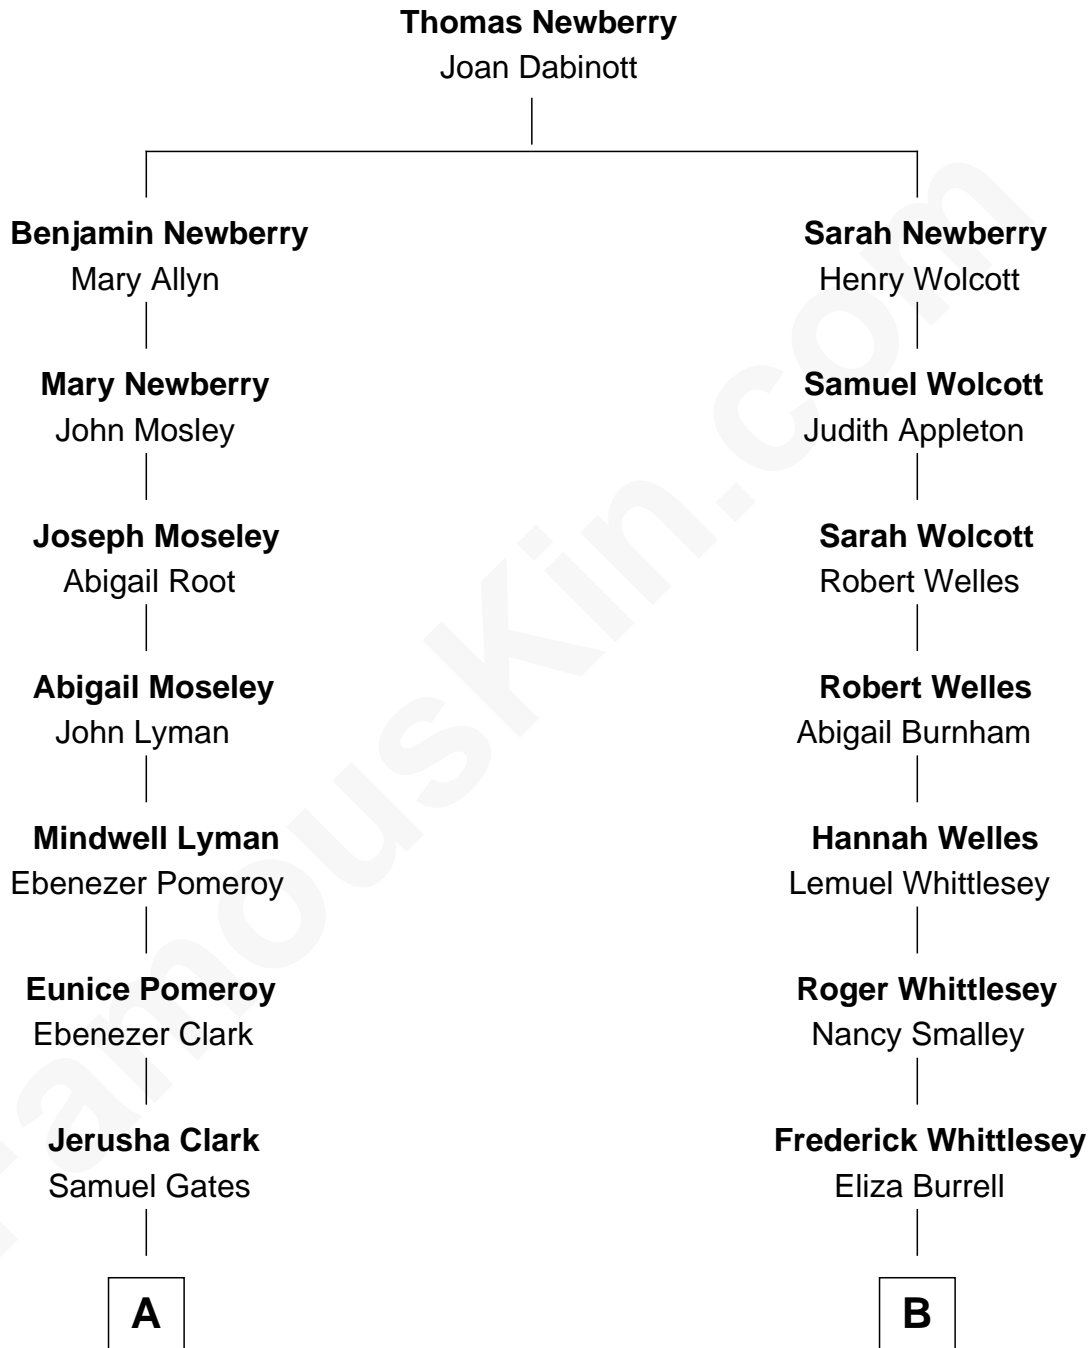 Thomas Newberry
Joan Dabinott
Benjamin Newberry
Mary Allyn
Sarah Newberry
Henry Wolcott
Mary Newberry
John Mosley
Samuel Wolcott
Judith Appleton
Joseph Moseley
Abigail Root
Sarah Wolcott
Robert Welles
Abigail Moseley
John Lyman
Robert Welles
Abigail Burnham
Mindwell Lyman
Ebenezer Pomeroy
Hannah Welles
Lemuel Whittlesey
Eunice Pomeroy
Ebenezer Clark
Roger Whittlesey
Nancy Smalley
Jerusha Clark
Samuel Gates
Frederick Whittlesey
Eliza Burrell
A
B
FamousKin.com